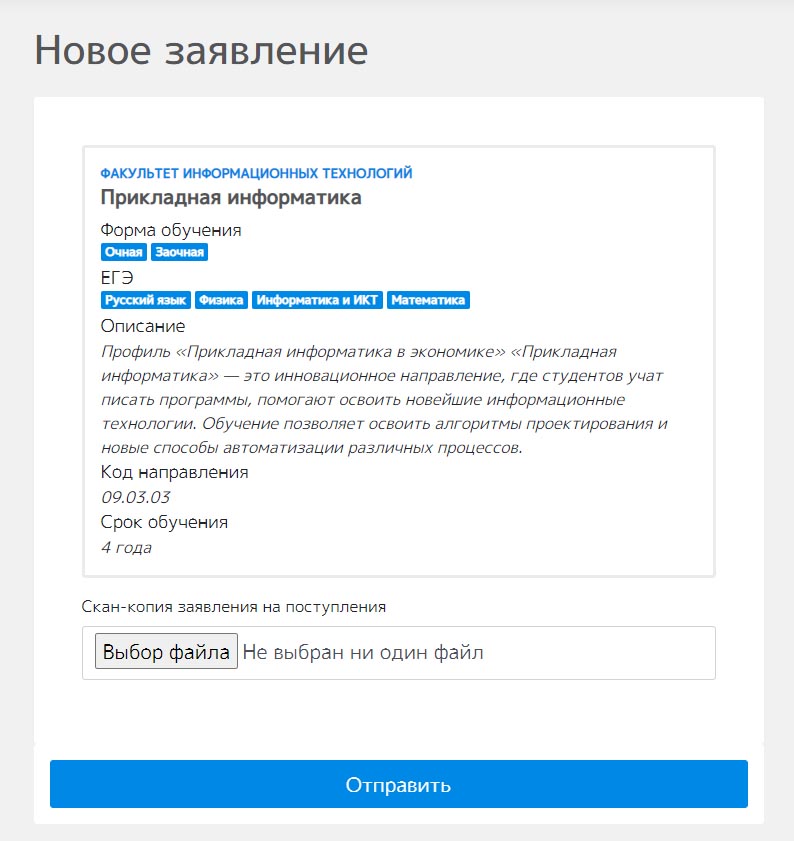 Новое заявление
ФАКУЛЬТЕТ ИНФОРМАЦИОННЫХ ТЕХНОЛОГИЙ
Прикладная информатика
Форма обучения
Очная Заочная
ЕГЭ
Русский язык Физика Информатика и ИКТ Математика
Описание
Профиль «Прикладная информатика в экономике» «Прикладная
информатика» — это инновационное направление, где студентов учат
писать программы, помогают освоить новейшие информационные
технологии. Обучение позволяет освоить алгоритмы проектирования и
новые способы автоматизации различных процессов.
Код направления
09.03.03
Срок обучения
4 года
Скан-копия заявления на поступления
Выбор файла Не выбран ни один файл
Отправить